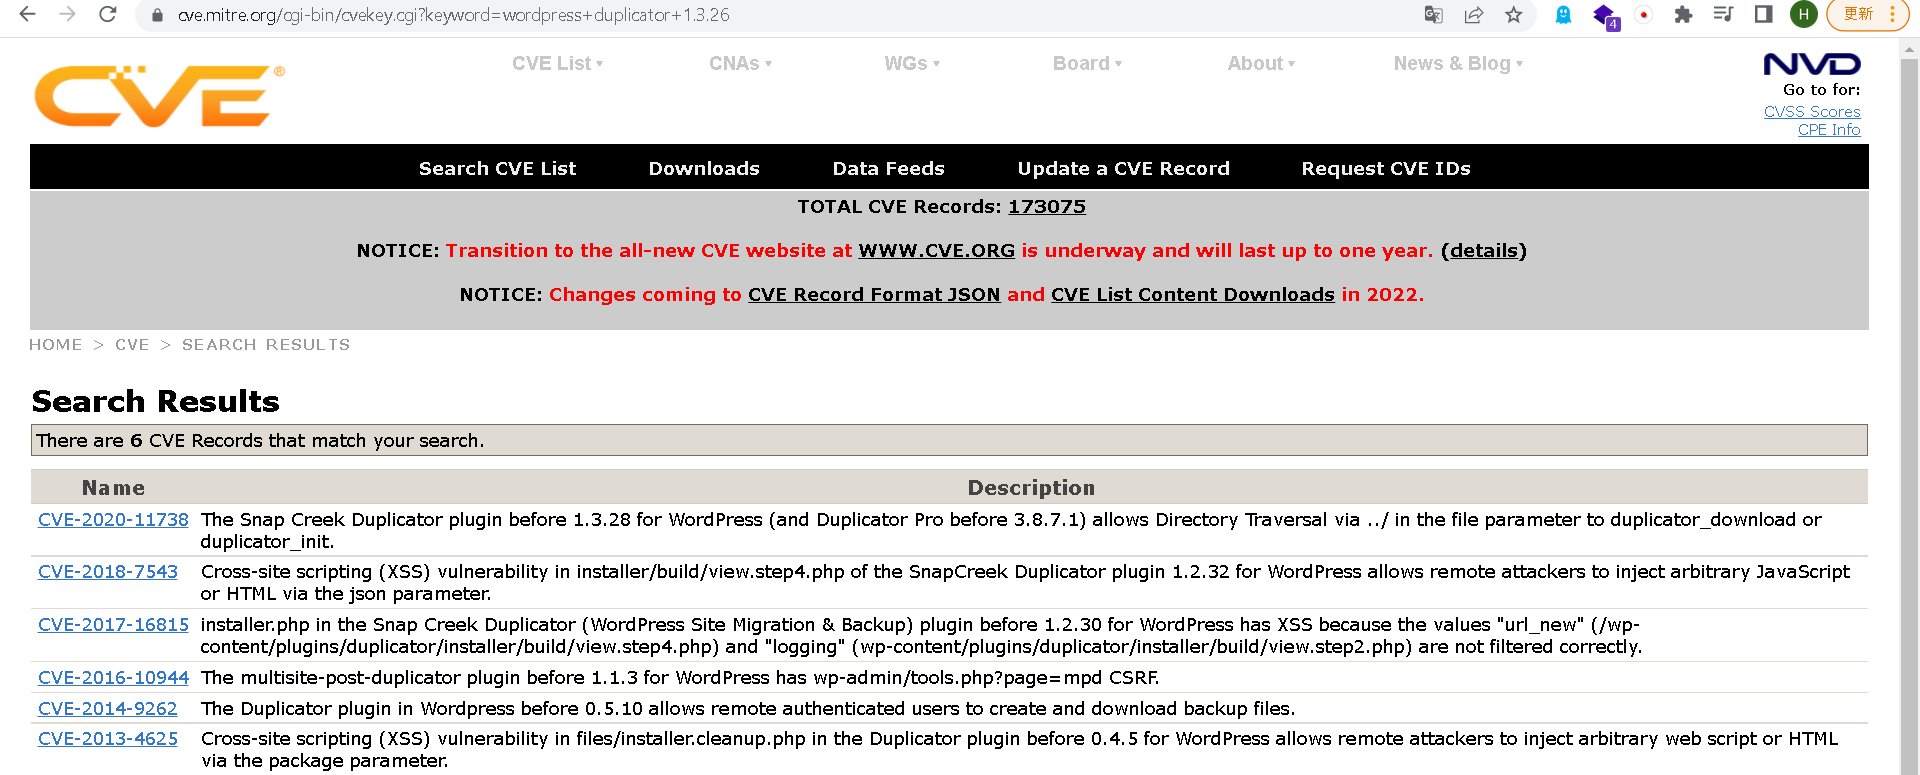 cve.mitre.org/cgi-bin/cvekey.cgi?keyword=wordpress+duplicator+1.3.26
4
H
更新
CVE®
CVE List
CNAs
WGs
Board
About
News & Blog
NVD
Go to for:
CVSS Scores
CPE Info
Search CVE List
Downloads
Data Feeds
Update a CVE Record
Request CVE IDs
TOTAL CVE Records: 173075
NOTICE: Transition to the all-new CVE website at WWW.CVE.ORG is underway and will last up to one year. (details)
NOTICE: Changes coming to CVE Record Format JSON and CVE List Content Downloads in 2022.
HOME > CVE > SEARCH RESULTS
Search Results
There are 6 CVE Records that match your search.
Name
Description
CVE-2020-11738 The Snap Creek Duplicator plugin before 1.3.28 for WordPress (and Duplicator Pro before 3.8.7.1) allows Directory Traversal via ../ in the file parameter to duplicator_download or
duplicator_init.
CVE-2018-7543 Cross-site scripting (XSS) vulnerability in installer/build/view.step4.php of the SnapCreek Duplicator plugin 1.2.32 for WordPress allows remote attackers to inject arbitrary JavaScript
or HTML via the json parameter.
CVE-2017-16815 installer.php in the Snap Creek Duplicator (WordPress Site Migration & Backup) plugin before 1.2.30 for WordPress has XSS because the values "url_new" (/wp-
content/plugins/duplicator/installer/build/view.step4.php) and "logging" (wp-content/plugins/duplicator/installer/build/view.step2.php) are not filtered correctly.
CVE-2016-10944 The multisite-post-duplicator plugin before 1.1.3 for WordPress has wp-admin/tools.php?page=mpd CSRF.
CVE-2014-9262 The Duplicator plugin in Wordpress before 0.5.10 allows remote authenticated users to create and download backup files.
CVE-2013-4625 Cross-site scripting (XSS) vulnerability in files/installer.cleanup.php in the Duplicator plugin before 0.4.5 for WordPress allows remote attackers to inject arbitrary web script or HTML
via the package parameter.